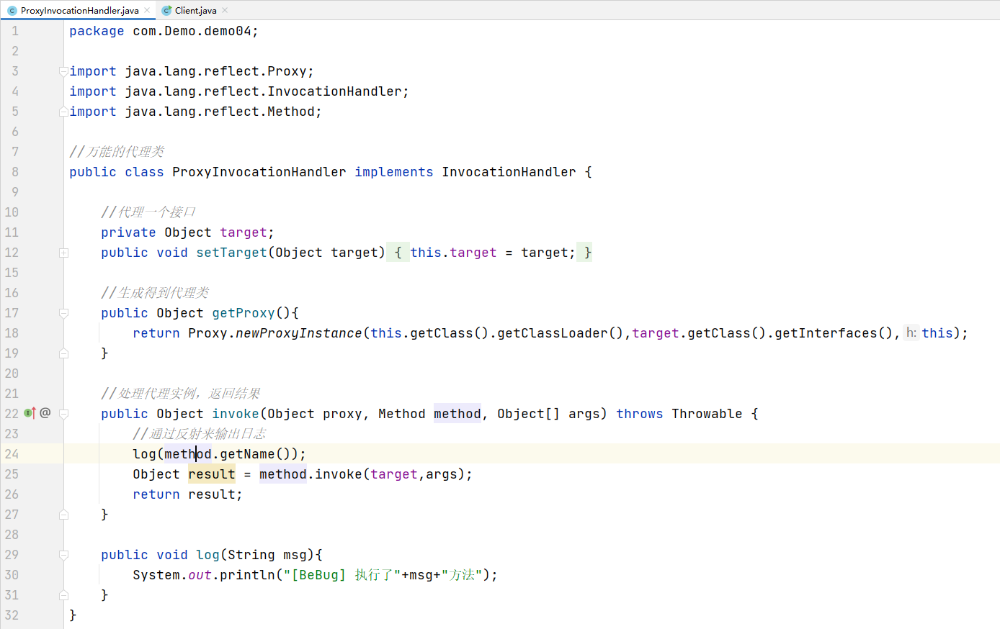 ProxyInvocationHandler.java Client.java
1 package com.Demo.demo04;
2
3 import java.lang.reflect.Proxy;
4 import java.lang.reflect.InvocationHandler;
5 import java.lang.reflect.Method;
6
7 //万能的代理类
8 public class ProxyInvocationHandler implements InvocationHandler {
9
10 //代理一个接口
11 private Object target;
12 public void setTarget(Object target) { this.target = target; }
15
16 //生成得到代理类
17 public Object getProxy(){
18 return Proxy.newProxyInstance(this.getClass().getClassLoader(),target.getClass().getInterfaces(), h: this);
19 }
20
21 //处理代理实例，返回结果
22 @ public Object invoke(Object proxy, Method method, Object[] args) throws Throwable {
23 //通过反射来输出日志
24 log(method.getName());
25 Object result = method.invoke(target,args);
26 return result;
27 }
28
29 public void log(String msg){
30 System.out.println("[BeBug] 执行了"+msg+"方法");
31 }
32 }